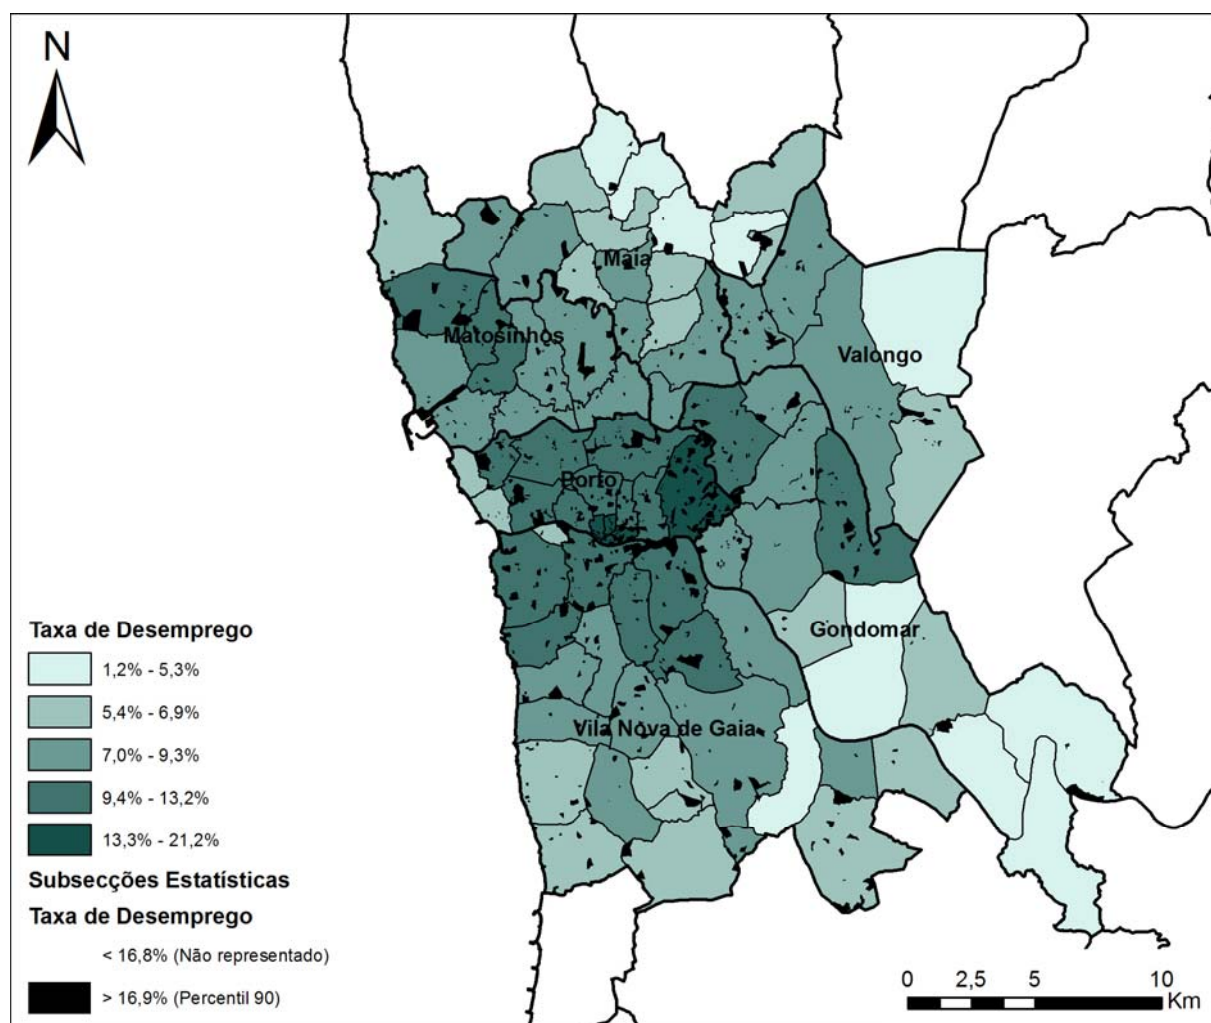 N
Maia
Matosinhos
Valongo
Porto
Gondomar
Vila Nova de Gaia
Taxa de Desemprego
1,2% - 5,3%
5,4% - 6,9%
7,0% - 9,3%
9,4% - 13,2%
13,3% - 21,2%
Subsecções Estatísticas
Taxa de Desemprego
< 16,8% (Não representado)
> 16,9% (Percentil 90)
0 2,5 5 10
Km